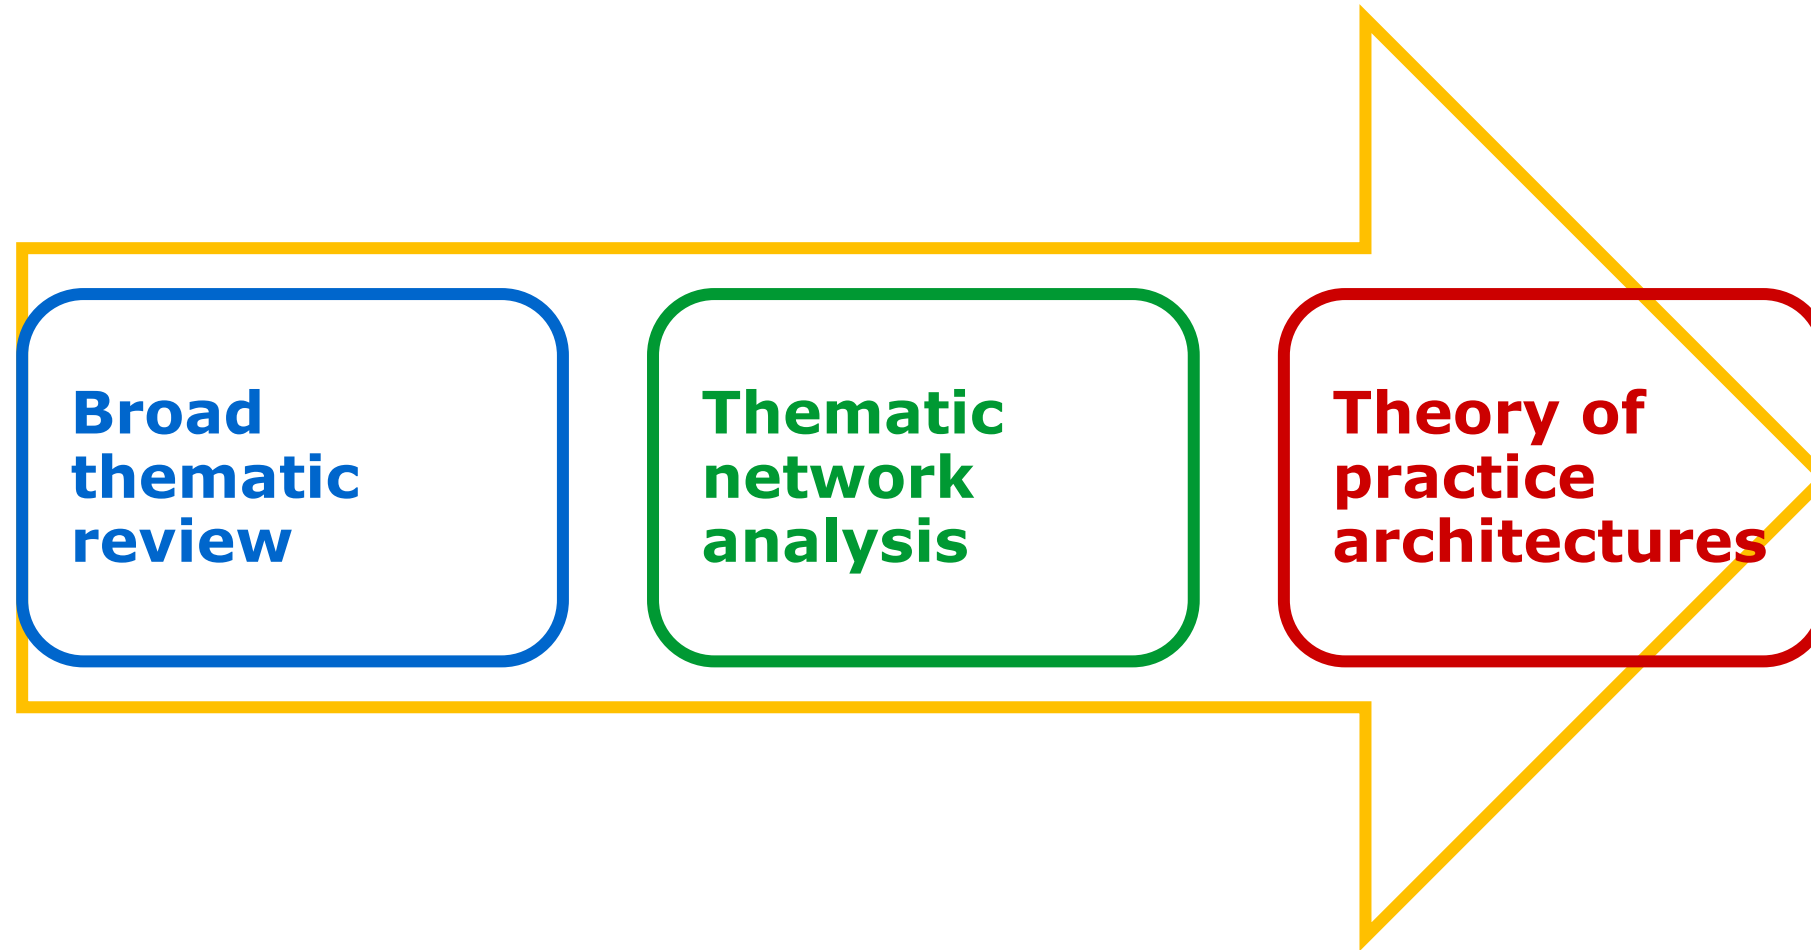 Broad
thematic
review
Thematic
network
analysis
Theory of
practice
architectures